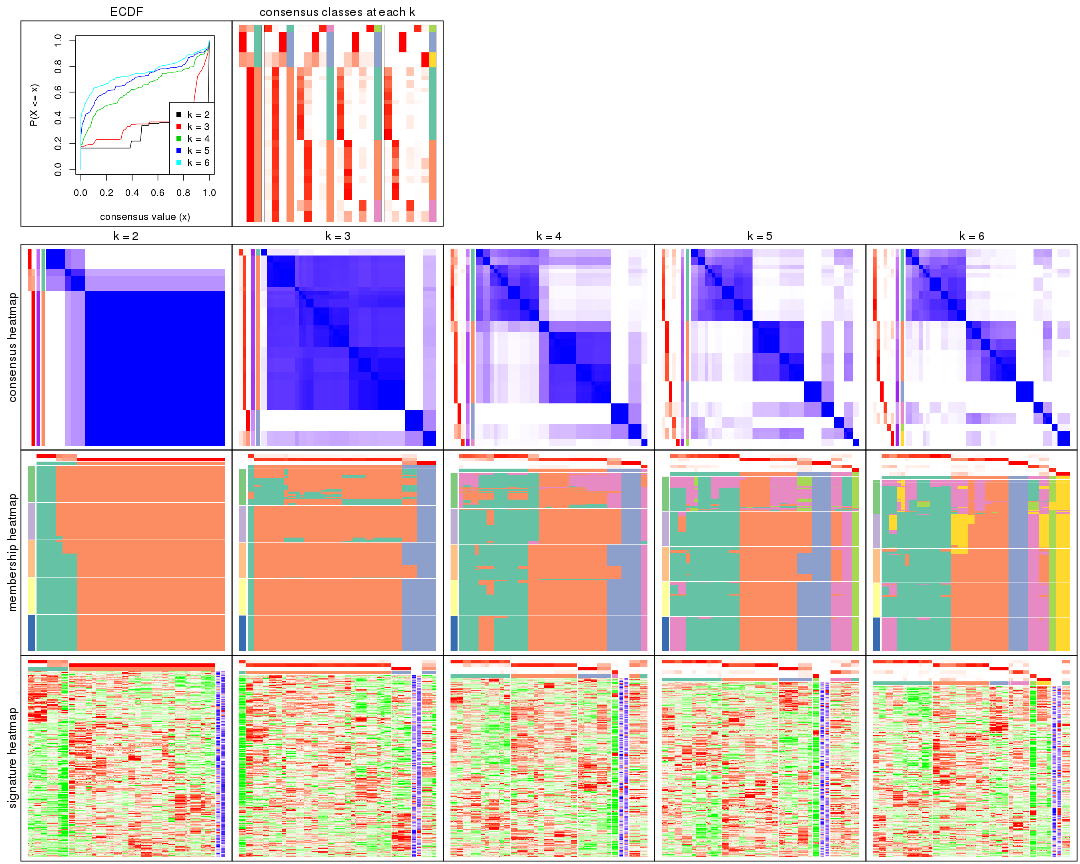 ECDF
consensus classes at each k
P(X <= x)
0.0 0.2 0.4 0.6 0.8 1.0
k = 2
k = 3
k = 4
k = 5
k = 6
0.0 0.2 0.4 0.6 0.8 1.0
consensus value (x)
k = 2
k = 3
k = 4
k = 5
k = 6
consensus heatmap
membership heatmap
signature heatmap